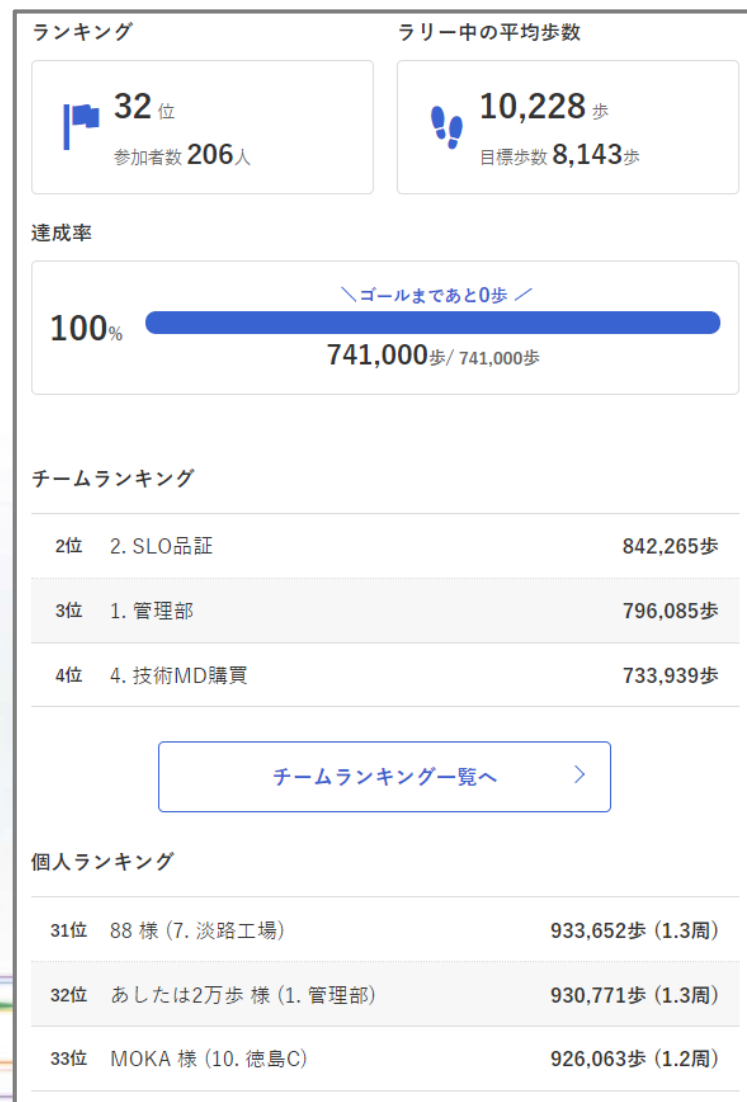 ランキング
ラリー中の平均歩数
32 位
参加者数 206人
10,228 歩
目標歩数 8,143歩
達成率
＼ゴールまであと0歩／
100%
741,000歩/ 741,000歩
チームランキング
2位 2. SLO品証 842,265歩
3位 1. 管理部 796,085歩
4位 4. 技術MD購買 733,939歩
チームランキング一覧へ
個人ランキング
31位 88 様 (7. 淡路工場) 933,652歩 (1.3周)
32位 あしたは2万歩 様 (1. 管理部) 930,771歩 (1.3周)
33位 MOKA 様 (10. 徳島C) 926,063歩 (1.2周)